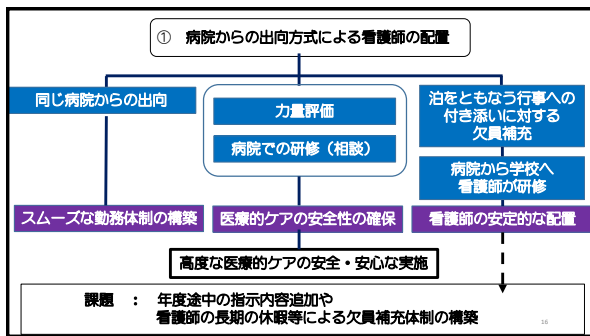 ① 病院からの出向方式による看護師の配置
同じ病院からの出向
力量評価
病院での研修（相談）
泊をともなう行事への
付き添いに対する
欠員補充
病院から学校へ
看護師が研修
スムーズな勤務体制の構築
医療的ケアの安全性の確保
看護師の安定的な配置
高度な医療的ケアの安全・安心な実施
課題 ： 年度途中の指示内容追加や
看護師の長期の休暇等による欠員補充体制の構築
16